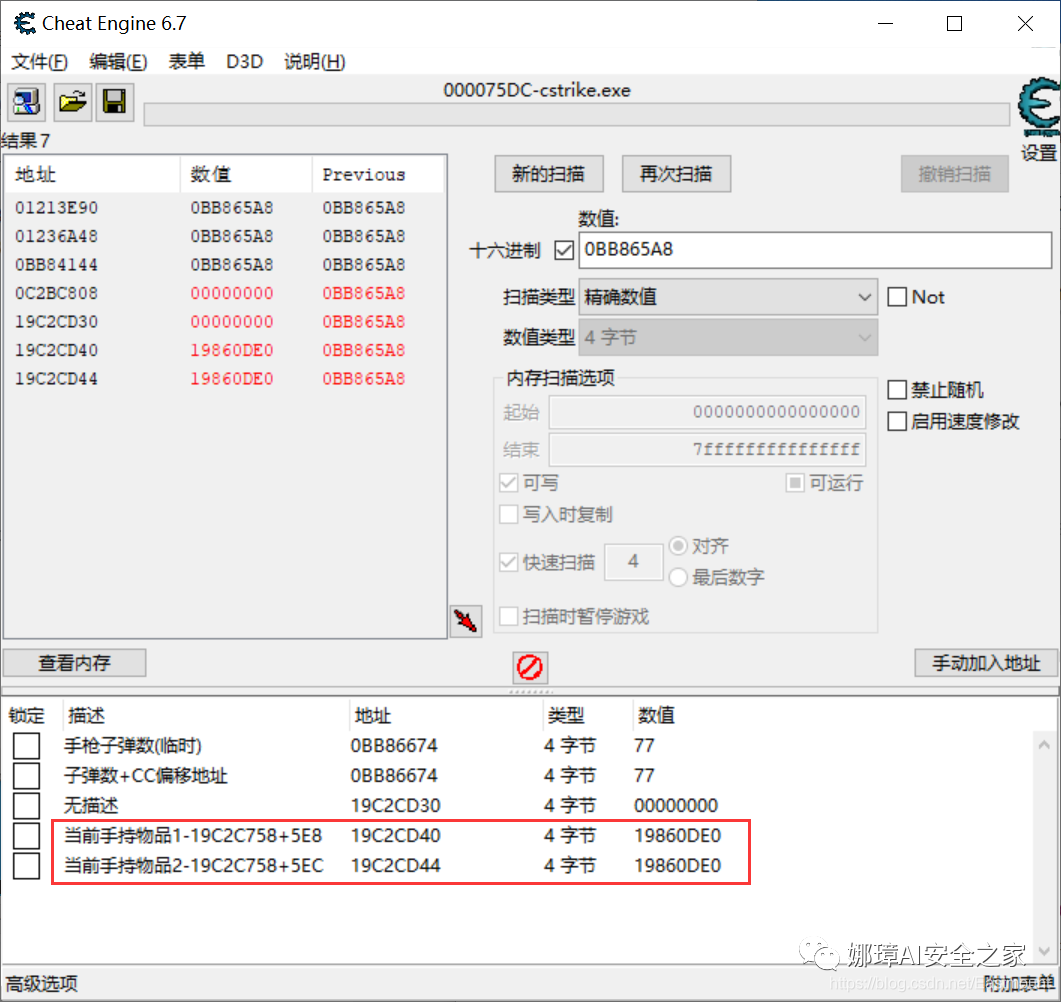 Cheat Engine 6.7
文件(F) 编辑(E) 表单 D3D 说明(H)
000075DC-cstrike.exe
设置
结果 7
地址 数值 Previous
01213E90 0BB865A8 0BB865A8
01236A48 0BB865A8 0BB865A8
0BB84144 0BB865A8 0BB865A8
0C2BC808 00000000 0BB865A8
19C2CD30 00000000 0BB865A8
19C2CD40 19860DE0 0BB865A8
19C2CD44 19860DE0 0BB865A8
新的扫描 再次扫描 撤销扫描
数值:
十六进制 0BB865A8
扫描类型 精确数值 Not
数值类型 4 字节
内存扫描选项
起始 0000000000000000
结束 7fffffffffffffff
可写 可运行
写入时复制
快速扫描 4 对齐
最后数字
扫描时暂停游戏
禁止随机
启用速度修改
查看内存 手动加入地址
锁定 描述 地址 类型 数值
手枪子弹数(临时) 0BB86674 4 字节 77
子弹数+CC偏移地址 0BB86674 4 字节 77
无描述 19C2CD30 4 字节 00000000
当前手持物品1-19C2C758+5E8 19C2CD40 4 字节 19860DE0
当前手持物品2-19C2C758+5EC 19C2CD44 4 字节 19860DE0
娜璋AI安全之家
高级选项 附加表单
https://blog.csdn.net/